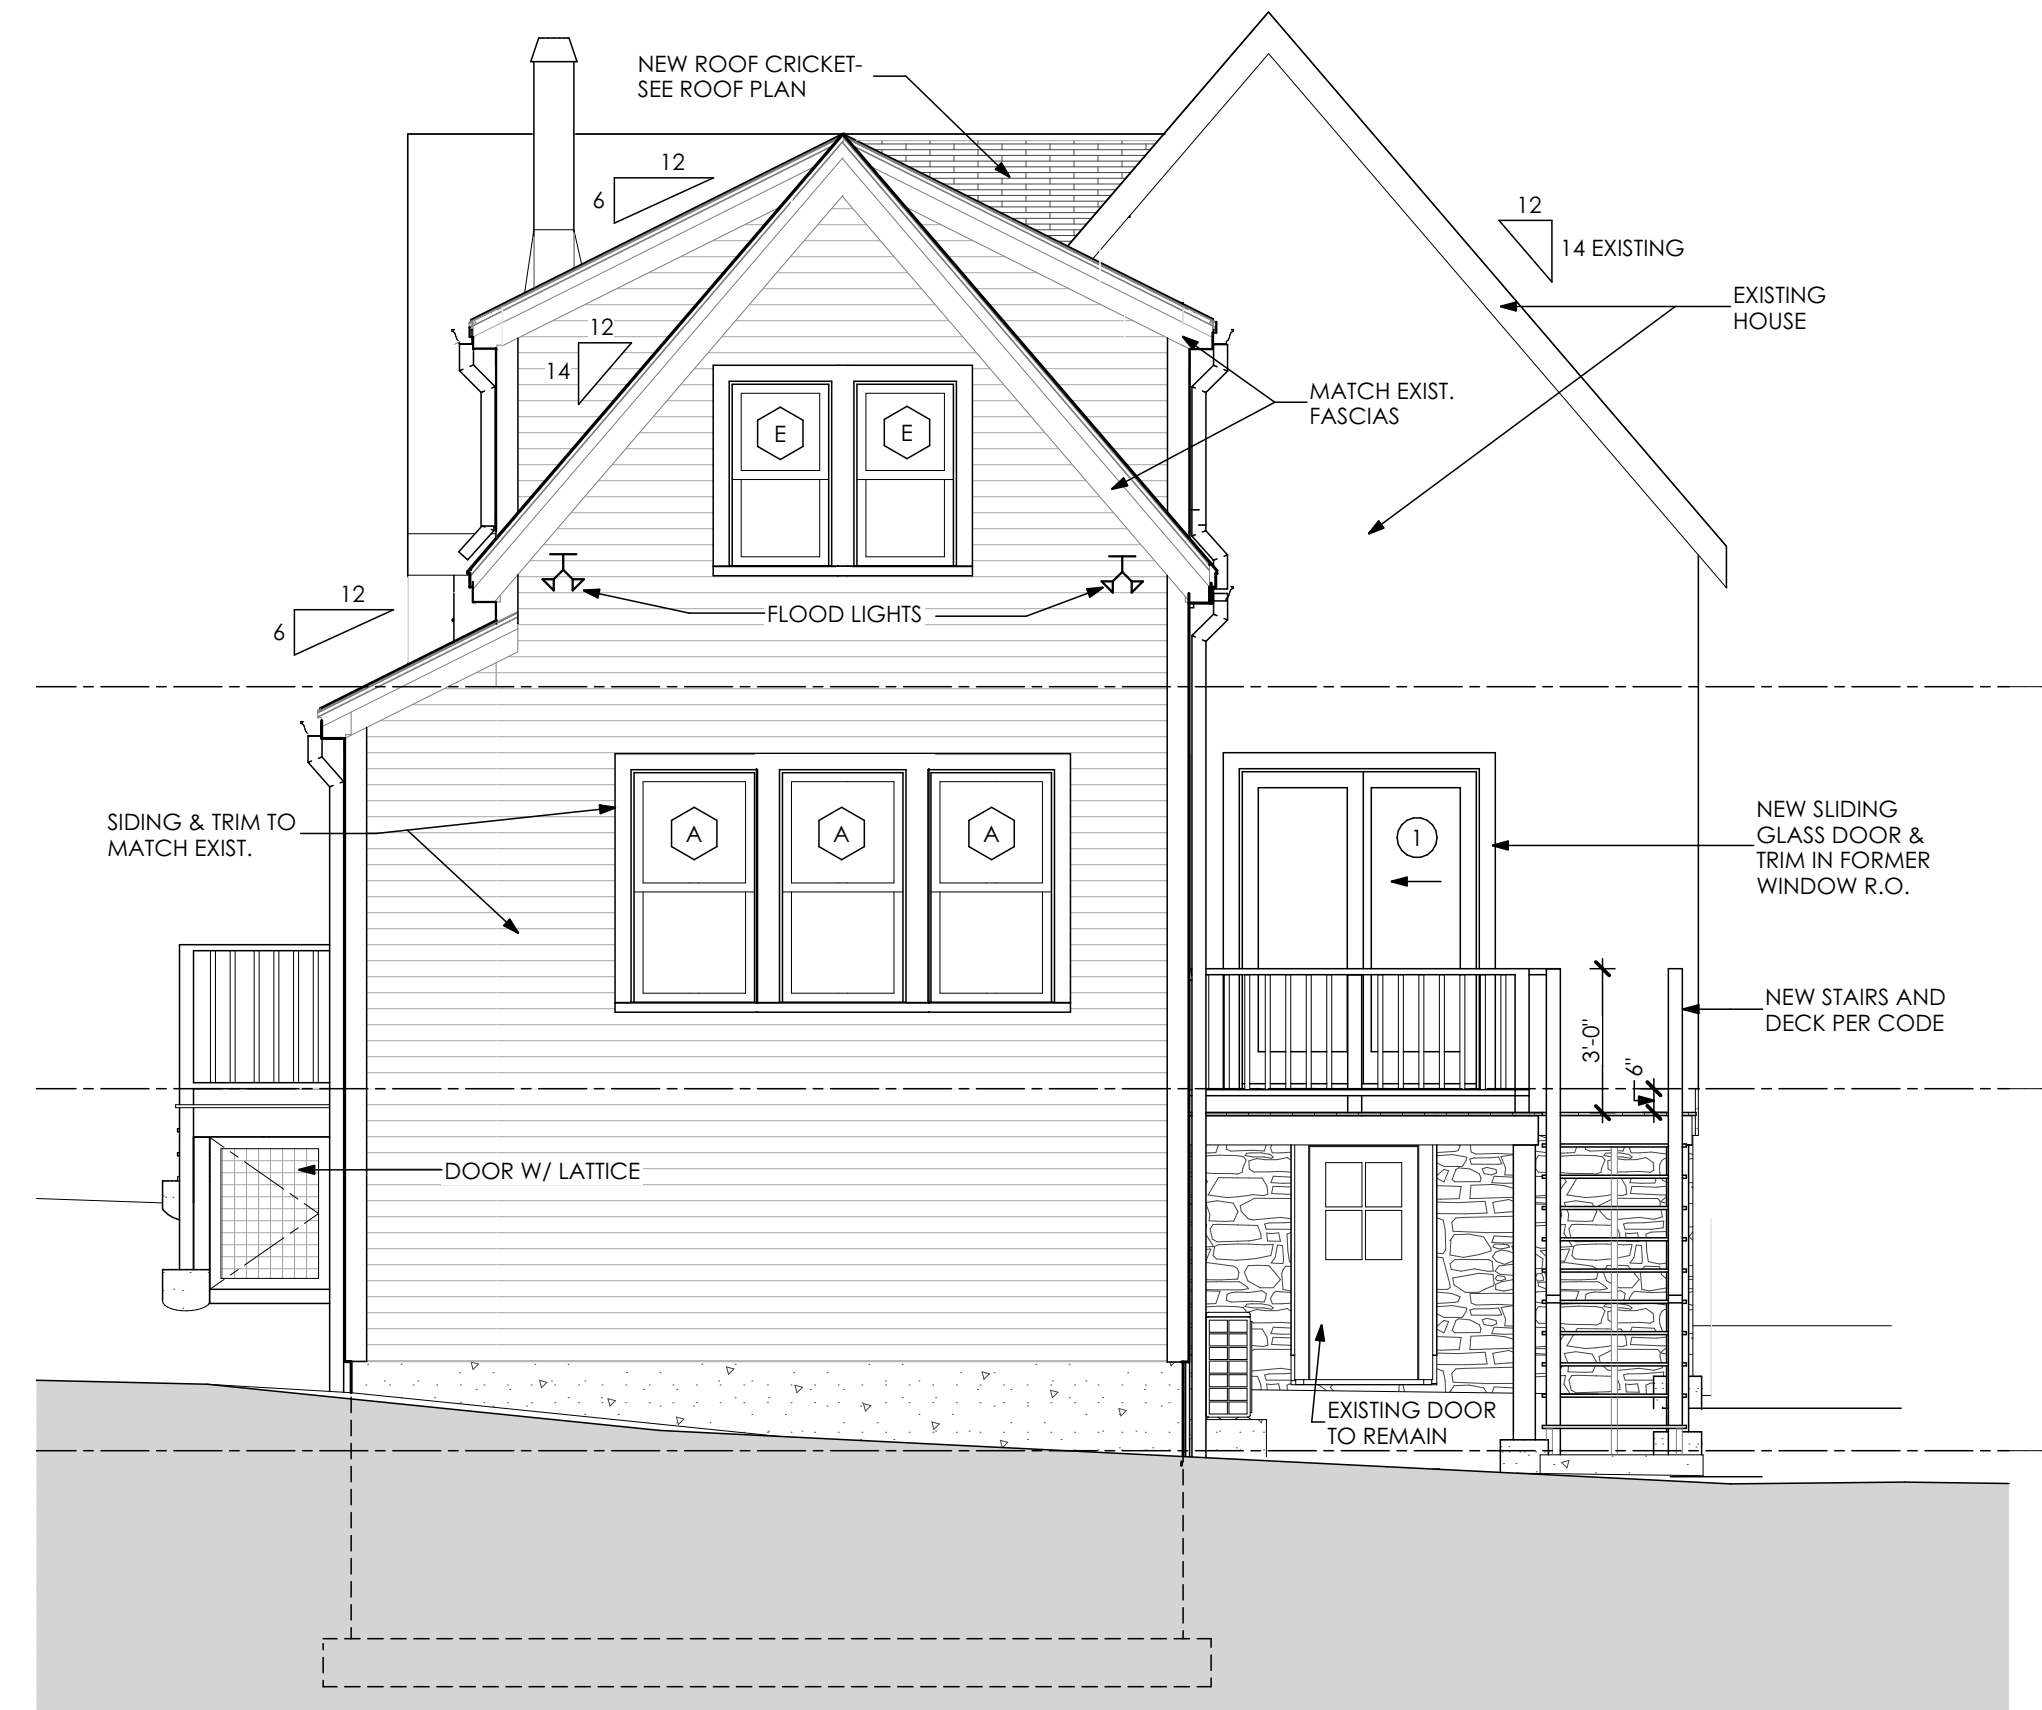 NEW ROOF CRICKET-
SEE ROOF PLAN
12
6
12
14 EXISTING
EXISTING
HOUSE
12
14
MATCH EXIST.
FASCIAS
E
E
12
6
FLOOD LIGHTS
SIDING & TRIM TO
MATCH EXIST.
A
A
A
1
NEW SLIDING
GLASS DOOR &
TRIM IN FORMER
WINDOW R.O.
NEW STAIRS AND
DECK PER CODE
3'-0"
6"
DOOR W/ LATTICE
EXISTING DOOR
TO REMAIN